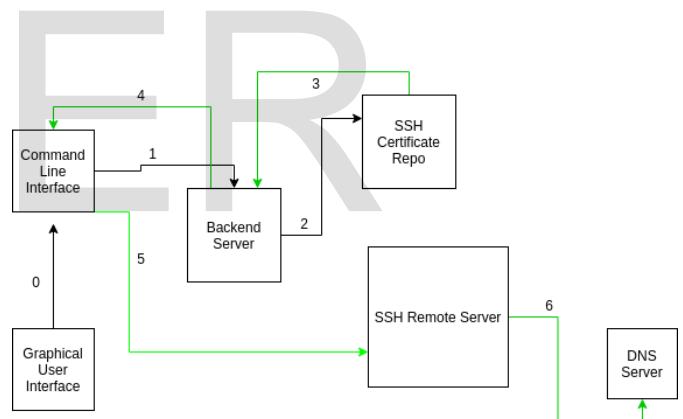 ER
3
4
SSH
Certificate
Repo
Command
Line
Interface
1
Backend
Server
2
5
0
SSH Remote Server
6
Graphical
User
Interface
DNS
Server